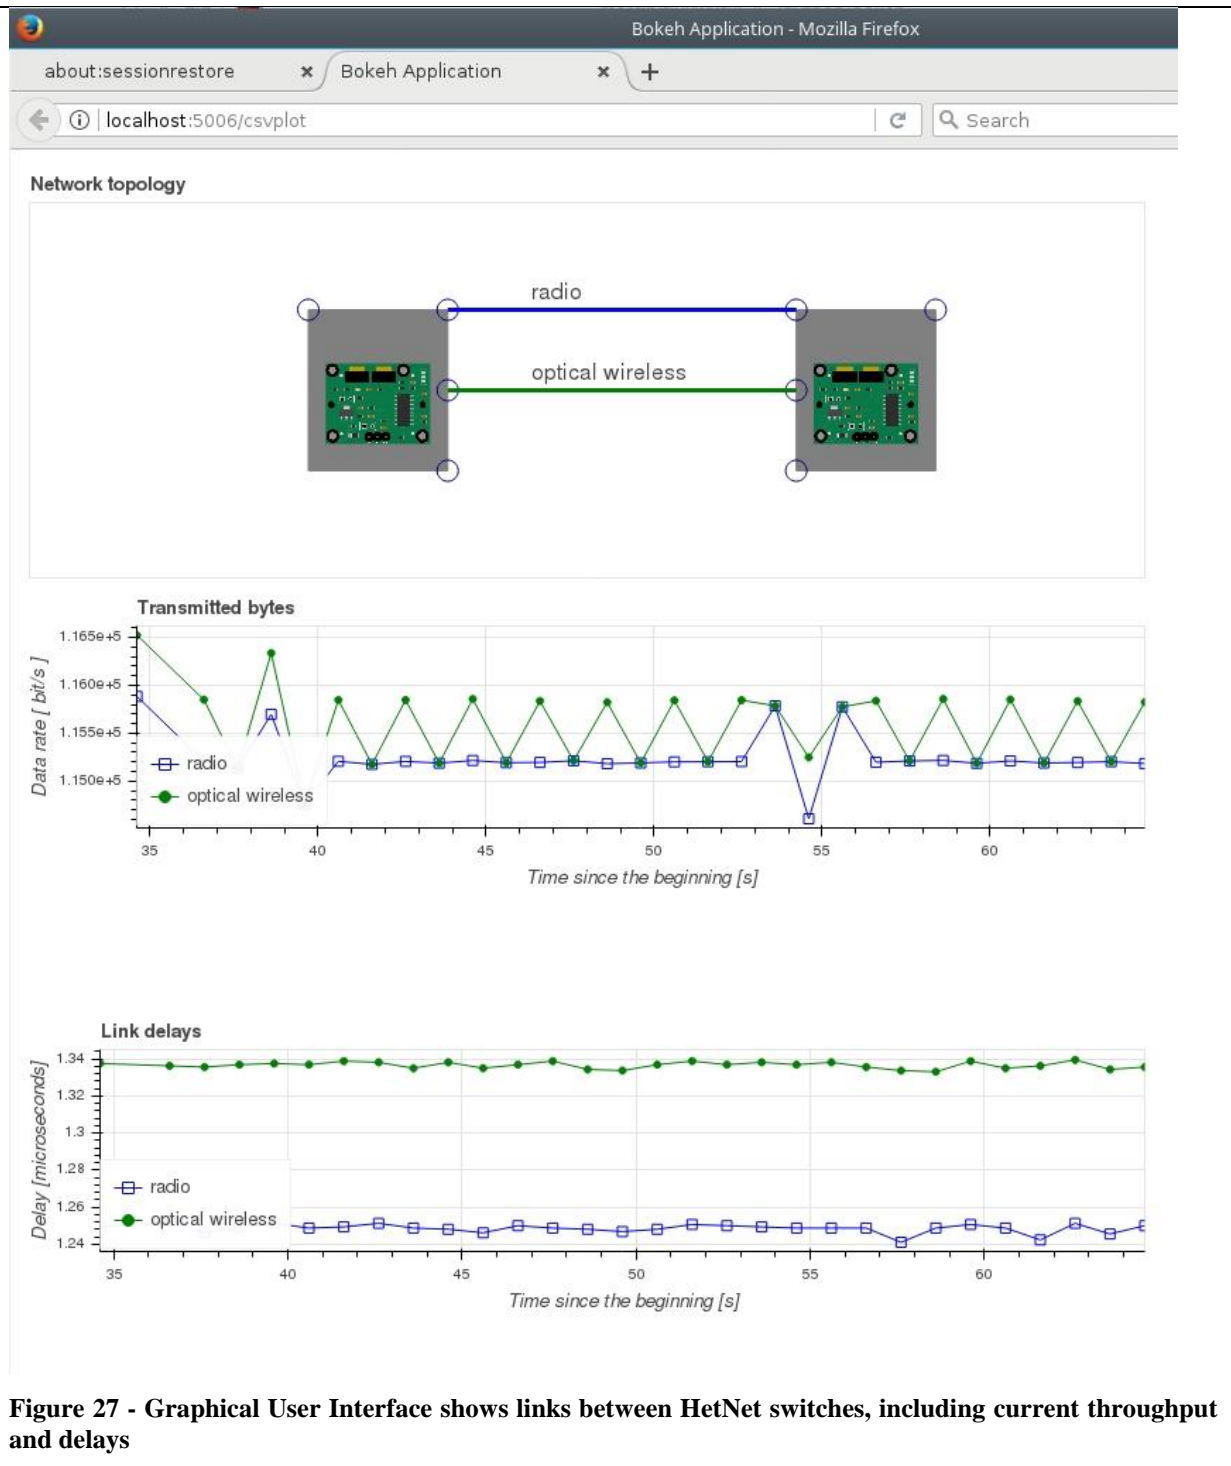 Bokeh Application - Mozilla Firefox
about:sessionrestore × Bokeh Application × +
localhost:5006/csvplot Search
Network topology
radio
optical wireless
Transmitted bytes
1.165e+5
1.160e+5
1.155e+5
1.150e+5
Data rate [ bit/s ]
radio
optical wireless
35 40 45 50 55 60
Time since the beginning [s]
Link delays
1.34
1.32
1.3
1.28
1.26
1.24
Delay [microseconds]
radio
optical wireless
35 40 45 50 55 60
Time since the beginning [s]
Figure 27 - Graphical User Interface shows links between HetNet switches, including current throughput
and delays